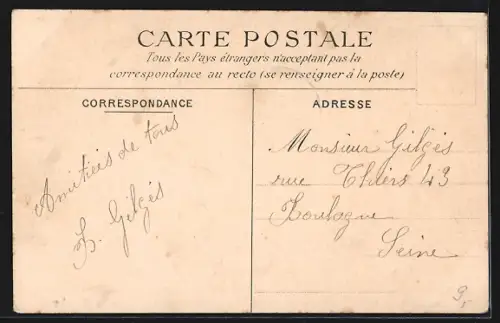 CARTE POSTALE
Tous les Pays étrangers n'acceptant pas la
correspondance au recto (se renseigner à la poste)
CORRESPONDANCE
Amitiés de tous
H. Gilgès
ADRESSE
Monsieur Gilgès
rue Thiers 43
Boulogne
Seine
9,-